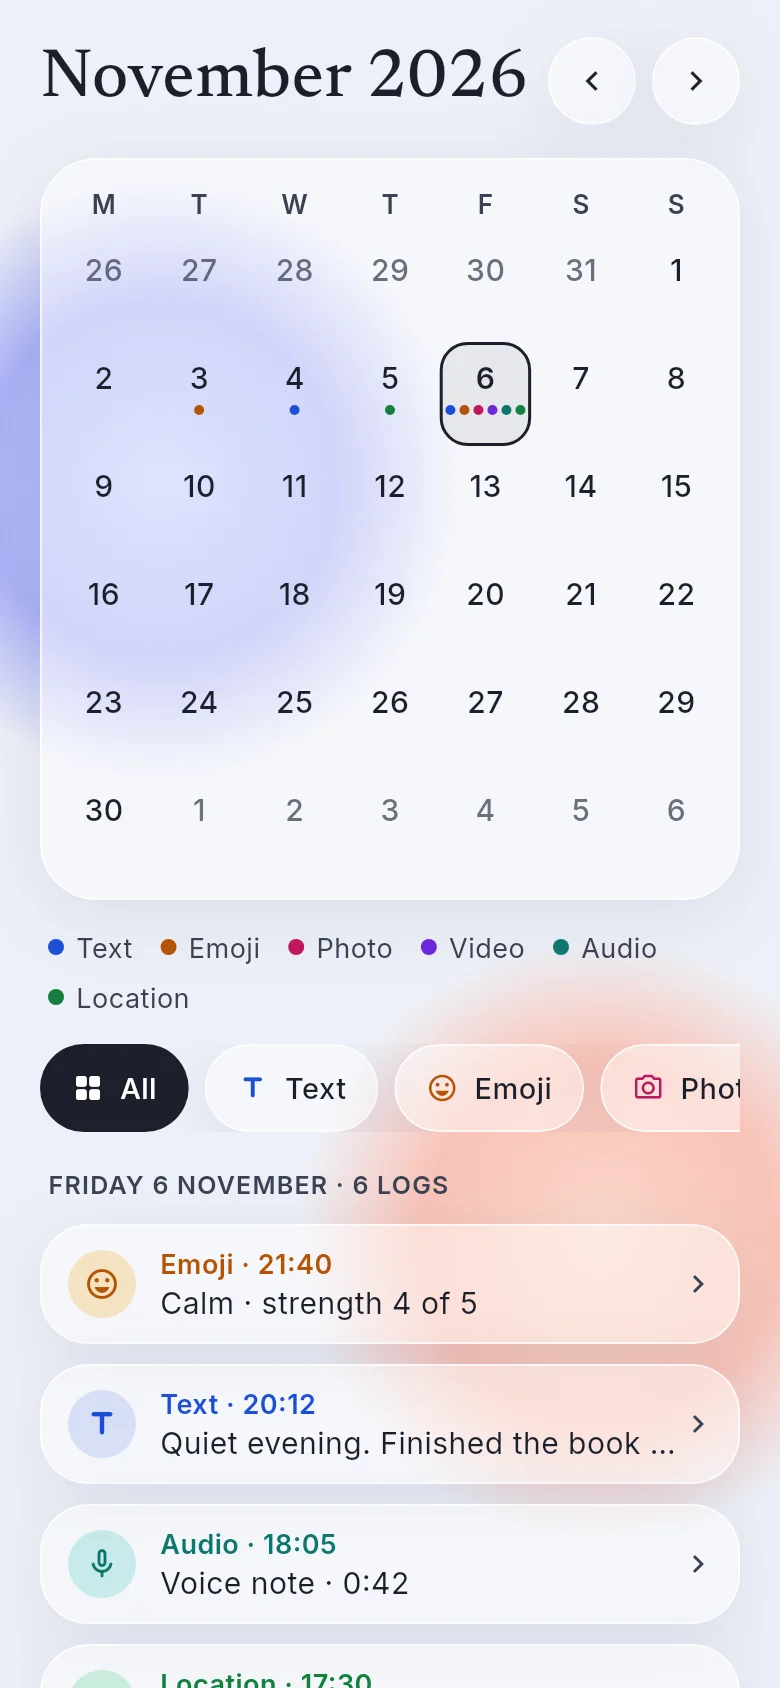 November 2026
M T W T F S S
26 27 28 29 30 31 1
2 3 4 5 6 7 8
9 10 11 12 13 14 15
16 17 18 19 20 21 22
23 24 25 26 27 28 29
30 1 2 3 4 5 6
Text Emoji Photo Video Audio
Location
All Text Emoji Phot
FRIDAY 6 NOVEMBER · 6 LOGS
Emoji · 21:40
Calm · strength 4 of 5
Text · 20:12
Quiet evening. Finished the book ...
Audio · 18:05
Voice note · 0:42
Location · 17:30